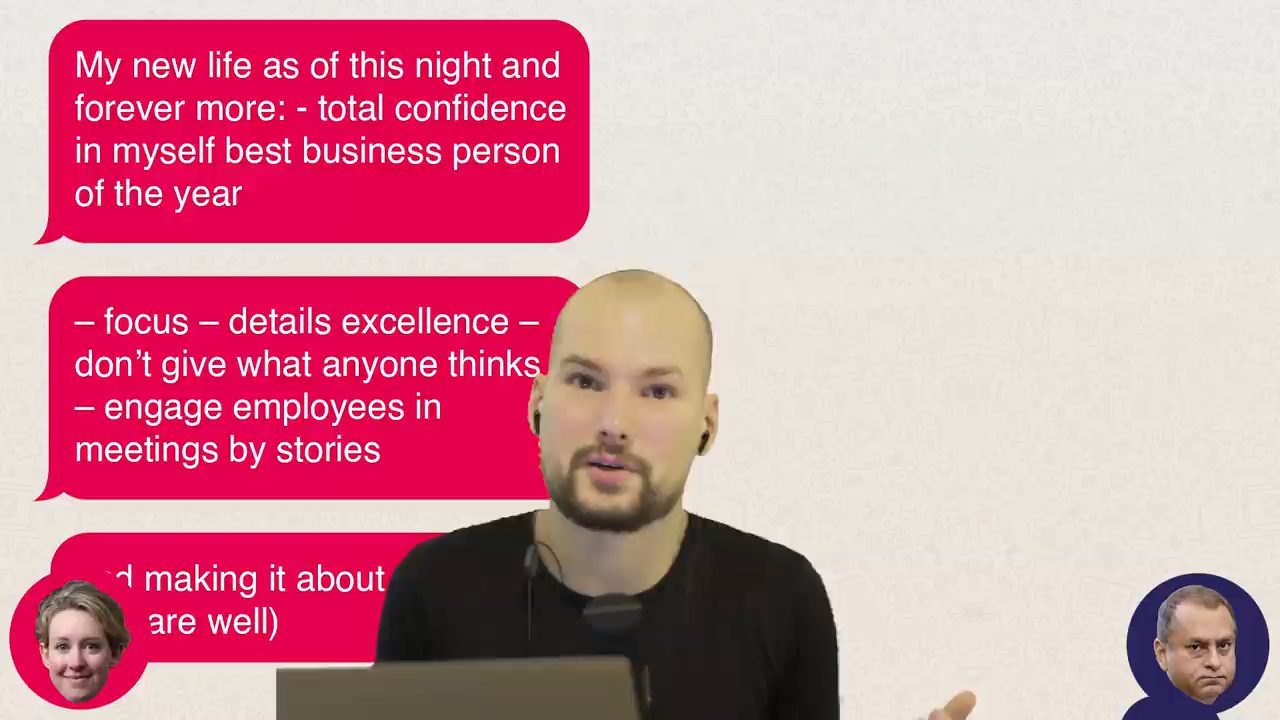 My new life as of this night and
forever more: - total confidence
in myself best business person
of the year
– focus – details excellence –
don’t give what anyone thinks
– engage employees in
meetings by stories
making it about
are well)